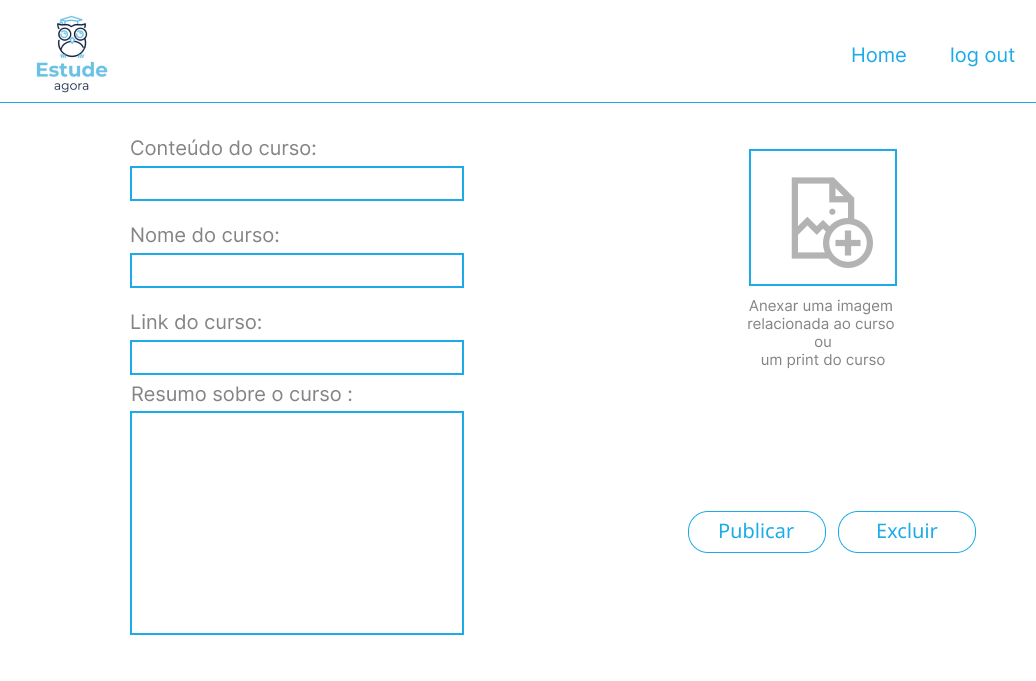 Estude
agora
Home
log out
Conteúdo do curso:
Nome do curso:
Link do curso:
Resumo sobre o curso :
Anexar uma imagem
relacionada ao curso
ou
um print do curso
Publicar
Excluir